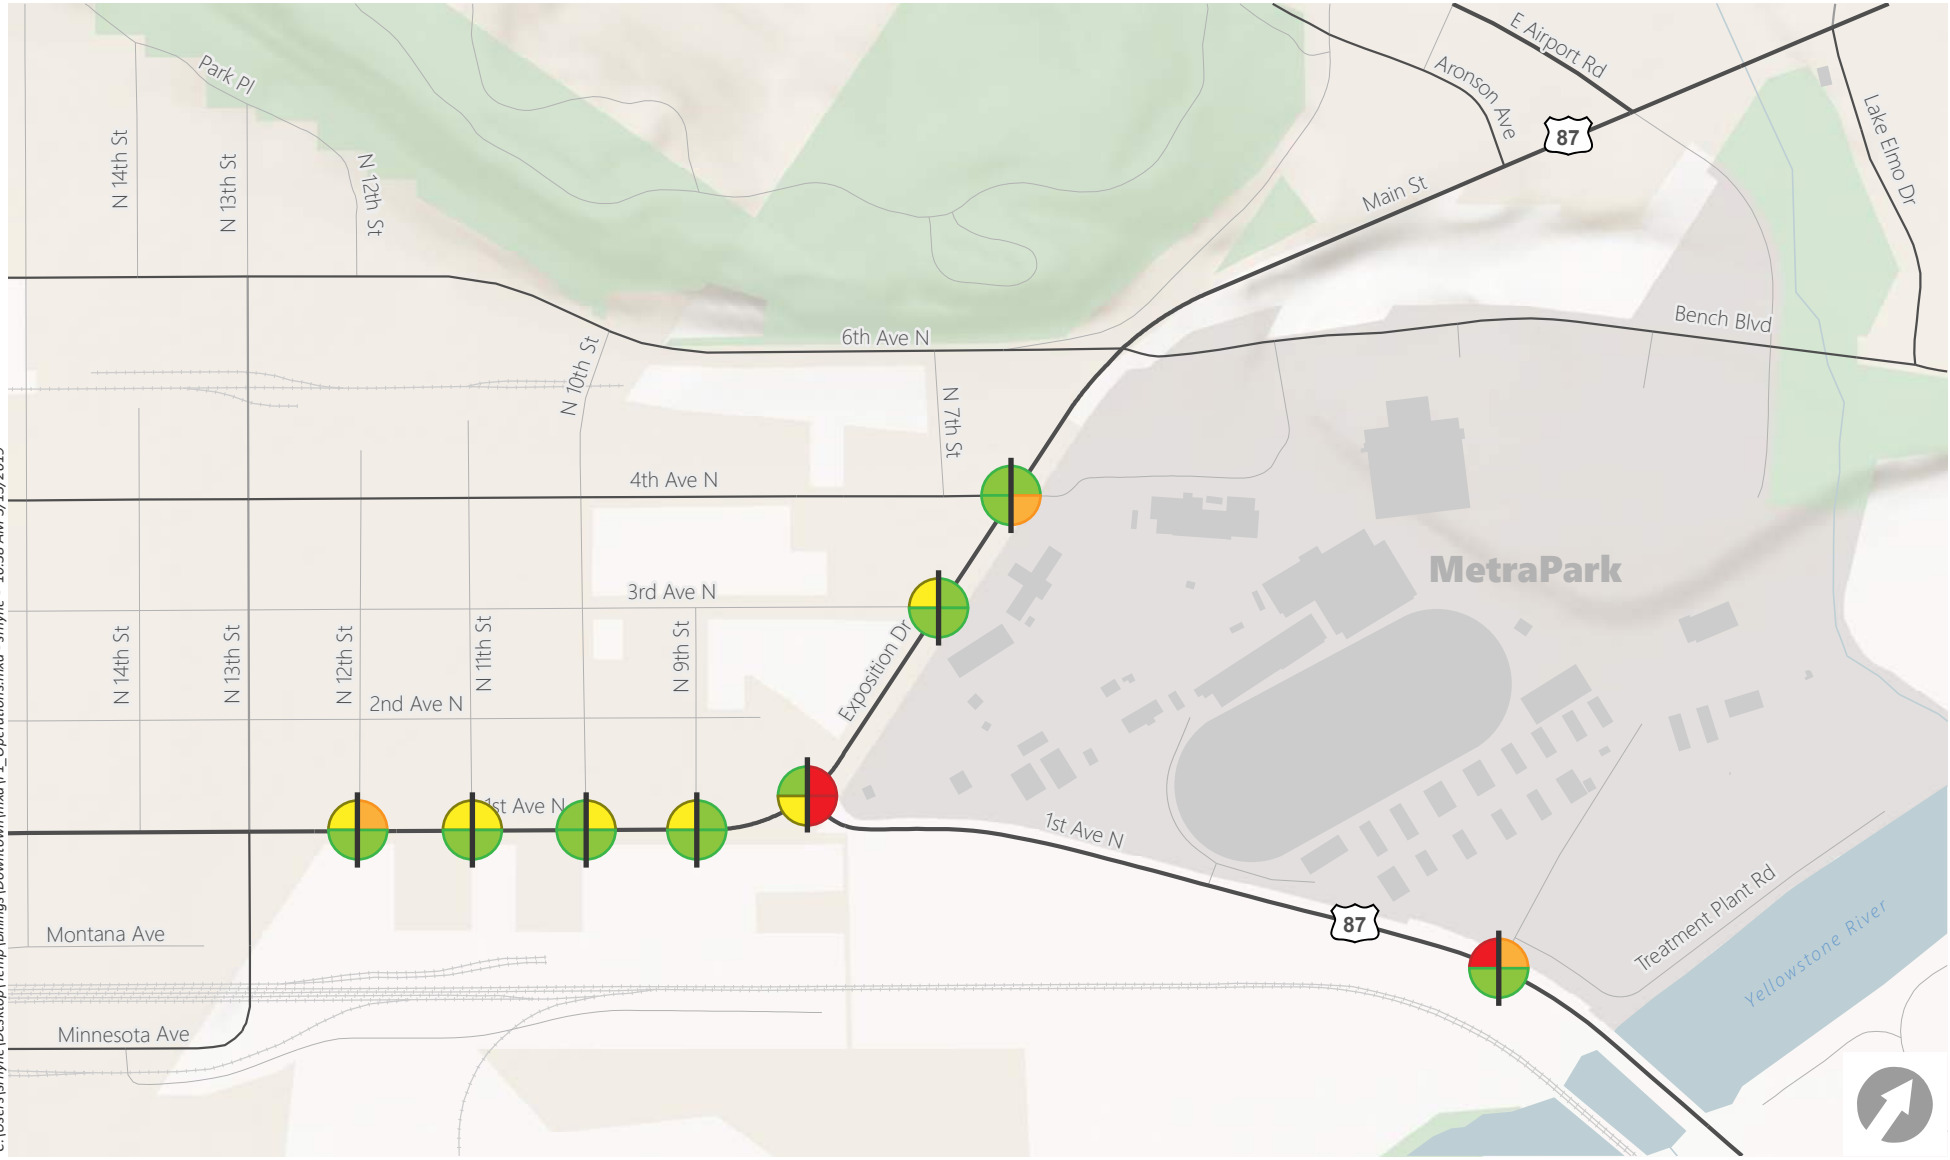 E Airport Rd
Park Pl
Aronson Ave
Lake Elmo Dr
87
N 14th St
N 13th St
N 12th St
Main St
Bench Blvd
6th Ave N
N 10th St
N 7th St
4th Ave N
MetraPark
3rd Ave N
N 14th St
N 13th St
N 12th St
N 11th St
N 9th St
Exposition Dr
2nd Ave N
1st Ave N
1st Ave N
87
Treatment Plant Rd
Yellowstone River
Montana Ave
Minnesota Ave